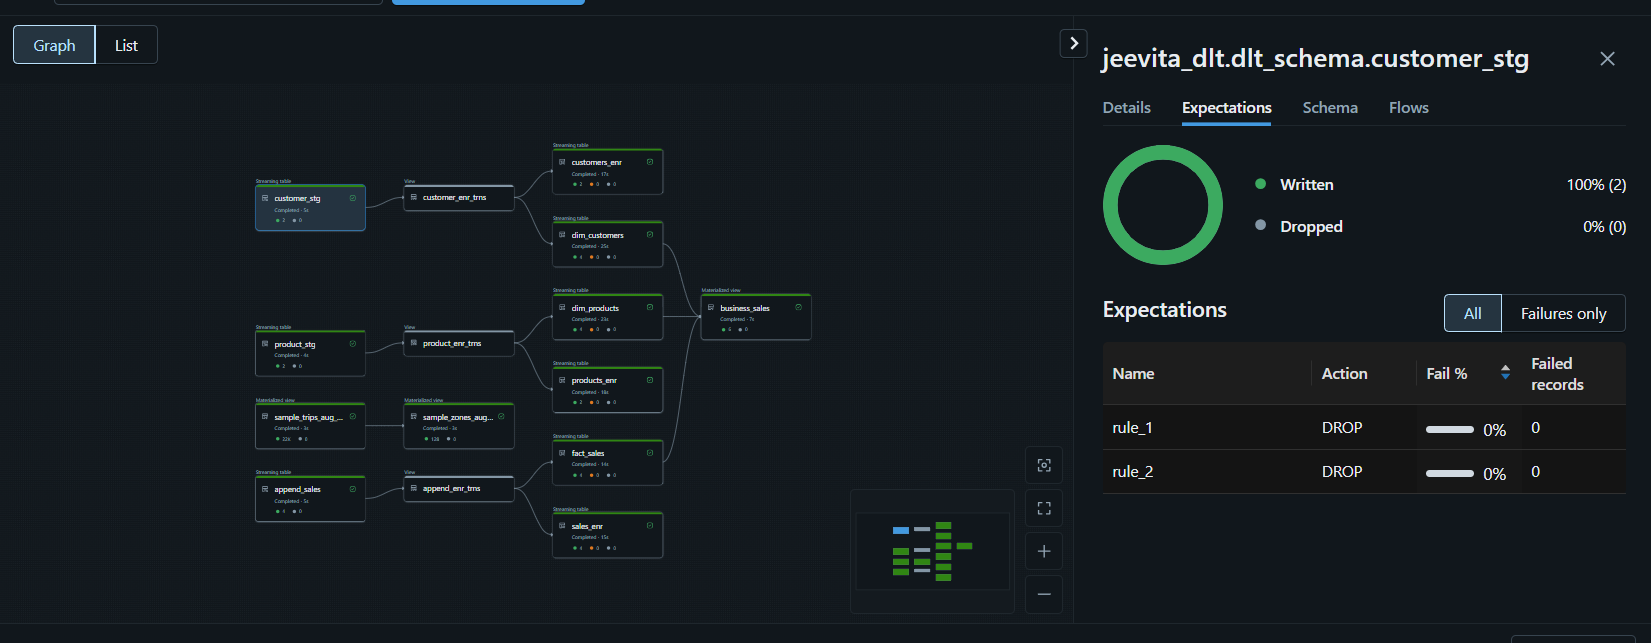 Graph
List
jeevita_dlt.dlt_schema.customer_stg
Details
Expectations
Schema
Flows
Written
100% (2)
Dropped
0% (0)
Expectations
All
Failures only
Name
Action
Fail %
Failed records
rule_1
DROP
0%
0
rule_2
DROP
0%
0
Streaming table
customer_stg
Completed · 5s
2 0
View
customer_enr_trns
Streaming table
customers_enr
Completed · 17s
2 0 0
Streaming table
dim_customers
Completed · 25s
4 0 0
Streaming table
dim_products
Completed · 23s
4 0 0
Materialized view
business_sales
Completed · 7s
6 0
Streaming table
product_stg
Completed · 4s
2 0
View
product_enr_trns
Streaming table
products_enr
Completed · 18s
2 0 0
Materialized view
sample_trips_aug_...
Completed · 3s
22K 0
Materialized view
sample_zones_aug...
Completed · 3s
128 0
Streaming table
fact_sales
Completed · 14s
4 0 0
Streaming table
append_sales
Completed · 5s
4 0
View
append_enr_trns
Streaming table
sales_enr
Completed · 15s
4 0 0